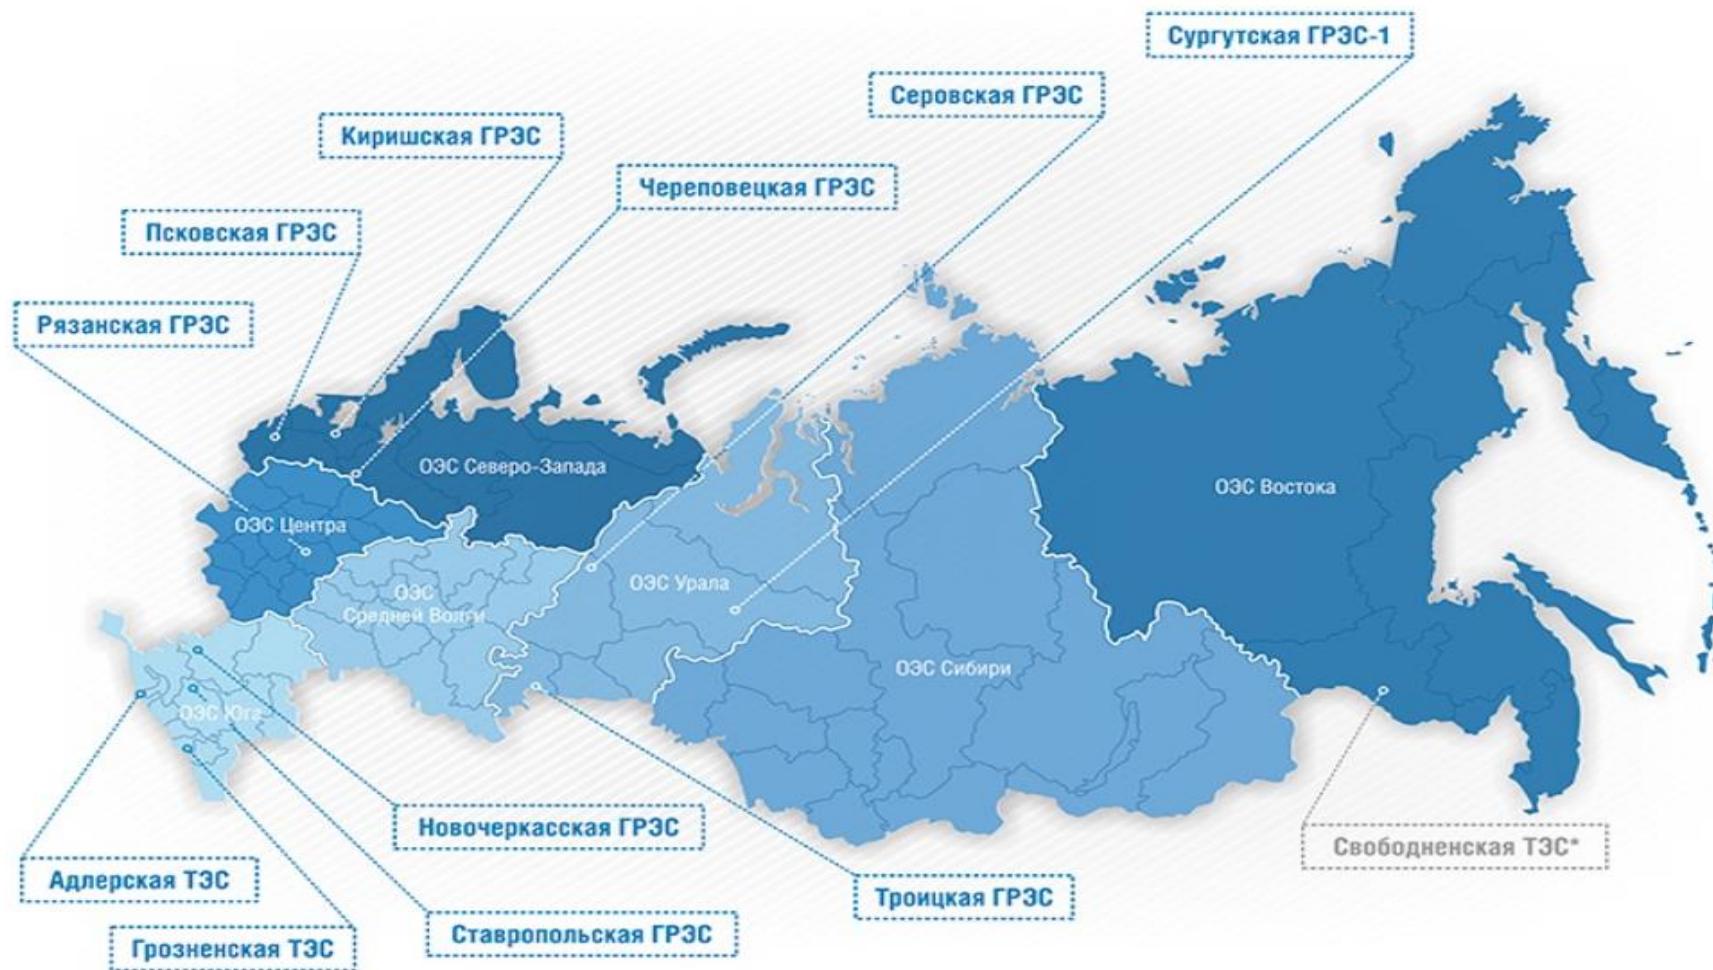 Сургутская ГРЭС-1
Серовская ГРЭС
Киришская ГРЭС
Череповецкая ГРЭС
Псковская ГРЭС
Рязанская ГРЭС
ОЭС Северо-Запада
ОЭС Востока
ОЭС Центра
ОЭС Урала
ОЭС
Средней Волги
ОЭС Сибири
ОЭС Юга
Новочеркасская ГРЭС
Свободненская ТЭС*
Адлерская ТЭС
Троицкая ГРЭС
Ставропольская ГРЭС
Грозненская ТЭС